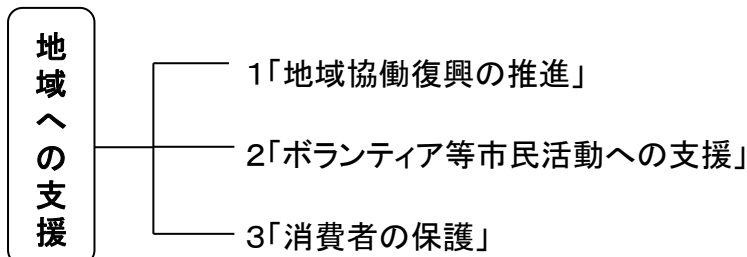 地域への支援
1「地域協働復興の推進」
2「ボランティア等市民活動への支援」
3「消費者の保護」